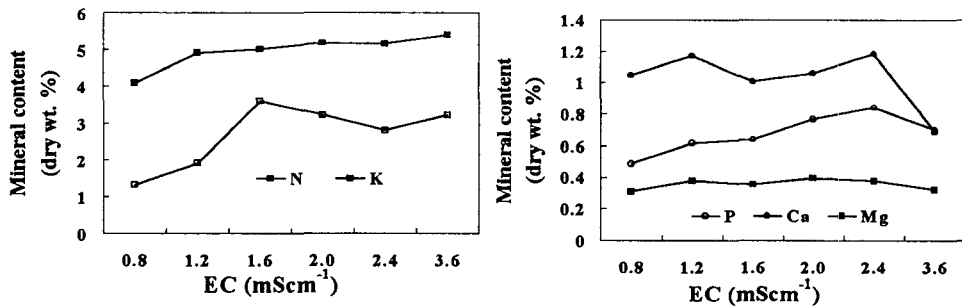 Mineral content
(dry wt. %)
6
5
4
3
2
1
0
N K
0.8 1.2 1.6 2.0 2.4 3.6
EC (mScm⁻¹)
Mineral content
(dry wt. %)
1.4
1.2
1
0.8
0.6
0.4
0.2
0
P Ca Mg
0.8 1.2 1.6 2.0 2.4 3.6
EC (mScm⁻¹)